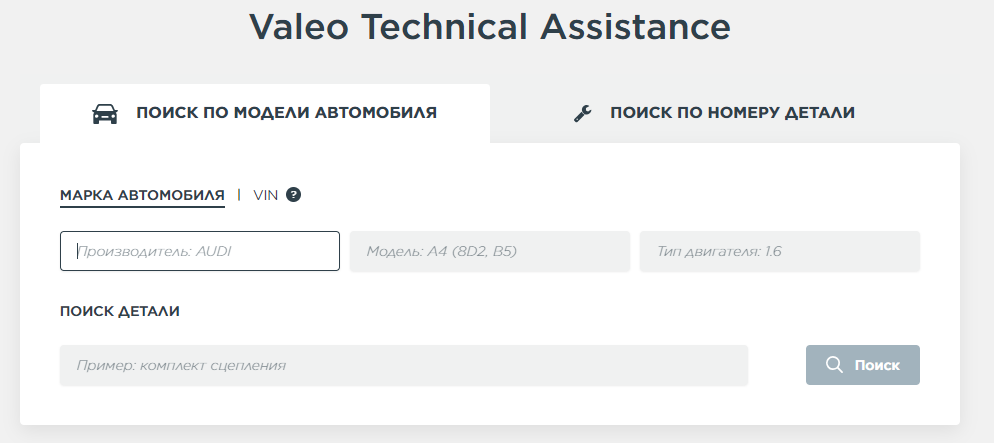 Valeo Technical Assistance
ПОИСК ПО МОДЕЛИ АВТОМОБИЛЯ
ПОИСК ПО НОМЕРУ ДЕТАЛИ
МАРКА АВТОМОБИЛЯ | VIN ?
Производитель: AUDI
Модель: A4 (8D2, B5)
Тип двигателя: 1.6
ПОИСК ДЕТАЛИ
Пример: комплект сцепления
Поиск